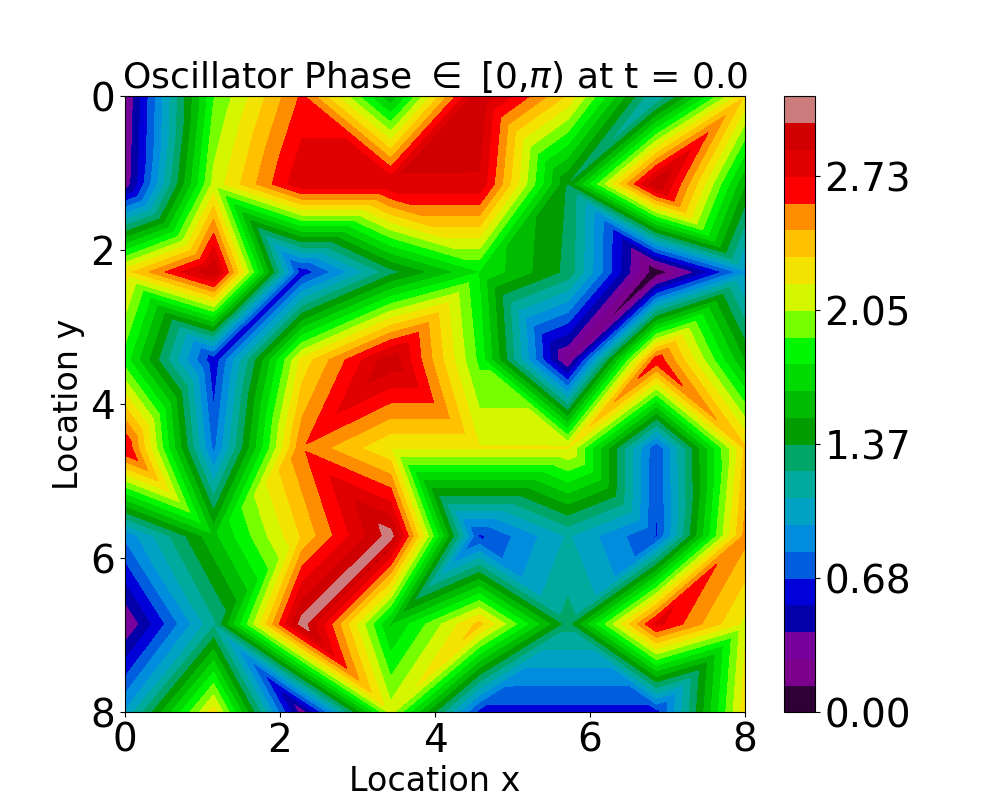 Oscillator Phase ∈ [0,π) at t = 0.0
Location y
0
2
4
6
8
0 2 4 6 8
Location x
2.73
2.05
1.37
0.68
0.00